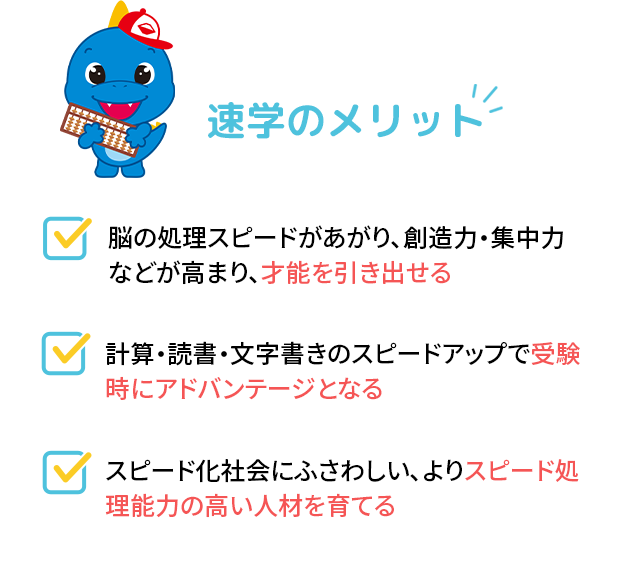 速学のメリット
脳の処理スピードがあがり、創造力・集中力
などが高まり、才能を引き出せる
計算・読書・文字書きのスピードアップで受験
時にアドバンテージとなる
スピード化社会にふさわしい、よりスピード処
理能力の高い人材を育てる